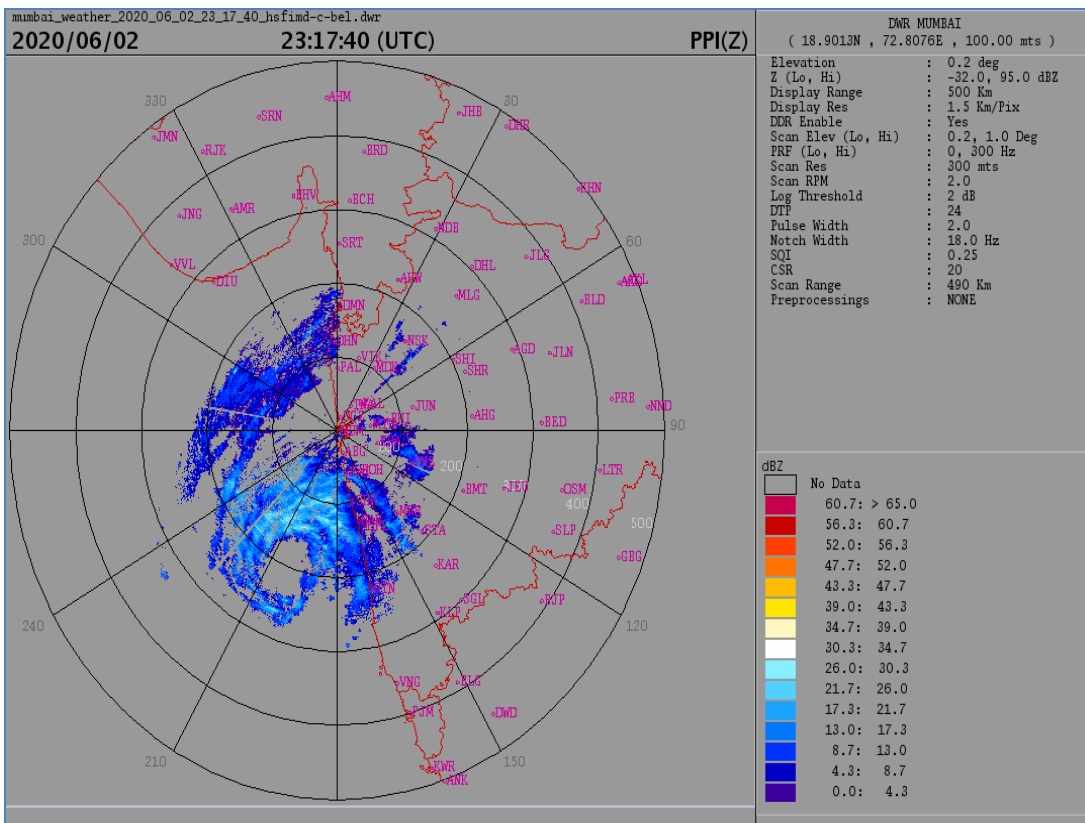 mumbai_weather_2020_06_02_23_17_40_hsfimd-c-bel.dwr
2020/06/02 23:17:40 (UTC) PPI(Z)
DWR MUMBAI
( 18.9013N , 72.8076E , 100.00 mts )
Elevation : 0.2 deg
Z (Lo, Hi) : -32.0, 95.0 dBZ
Display Range : 500 Km
Display Res : 1.5 Km/Pix
DDR Enable : Yes
Scan Elev (Lo, Hi) : 0.2, 1.0 Deg
PRF (Lo, Hi) : 0, 300 Hz
Scan Res : 300 mts
Scan RPM : 2.0
Log Threshold : 2 dB
DTP : 24
Pulse Width : 2.0
Notch Width : 18.0 Hz
SQI : 0.25
CSR : 20
Scan Range : 490 Km
Preprocessings : NONE
dBZ
No Data
60.7: > 65.0
56.3: 60.7
52.0: 56.3
47.7: 52.0
43.3: 47.7
39.0: 43.3
34.7: 39.0
30.3: 34.7
26.0: 30.3
21.7: 26.0
17.3: 21.7
13.0: 17.3
8.7: 13.0
4.3: 8.7
0.0: 4.3
330
30
AHM
SRN
JHB
DHR
JMN
RJK
BRD
KHN
BHV
BCH
JNG
AMR
NDB
300
60
SRT
JLG
VVL
DHL
DIU
AHW
AKL
MLG
BLD
DMN
DHN
NSK
AGD
JLN
VIK
SHI
PAL
SHR
PRB
NND
JUN
AHG
BED
90
200
LTR
BMT
JEU
OSM
400
500
SLP
STA
GBG
KAR
SGL
BJP
KLP
240
120
VNG
BLG
PJM
DWD
210
150
KWR
ANK